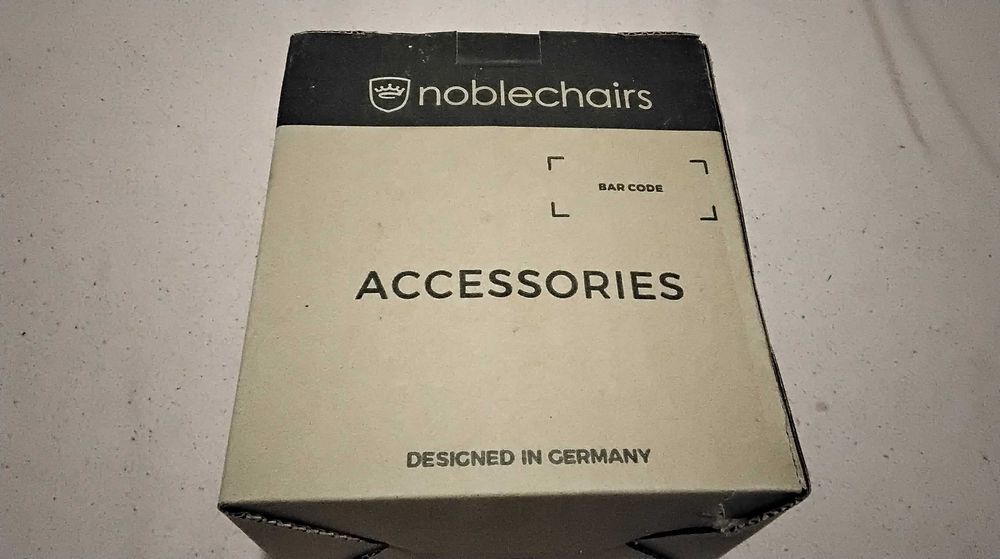 noblechairs
BAR CODE
ACCESSORIES
DESIGNED IN GERMANY